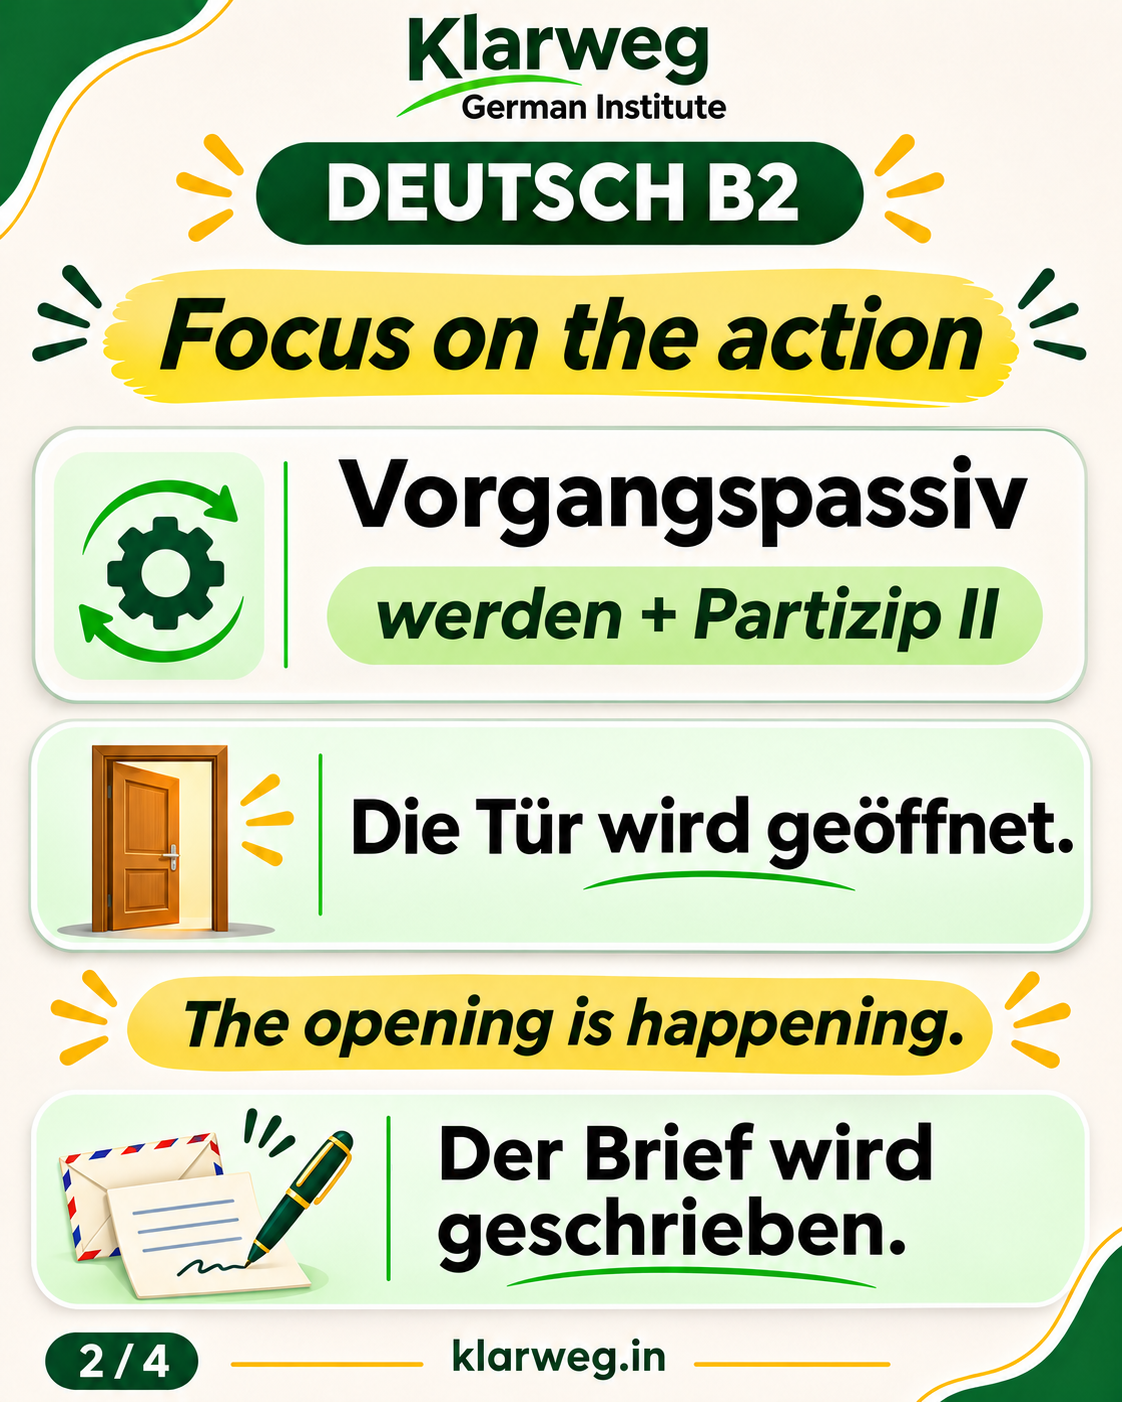 Klarweg
German Institute
DEUTSCH B2
Focus on the action
Vorgangspassiv
werden + Partizip II
Die Tür wird geöffnet.
The opening is happening.
Der Brief wird
geschrieben.
2 / 4
klarweg.in